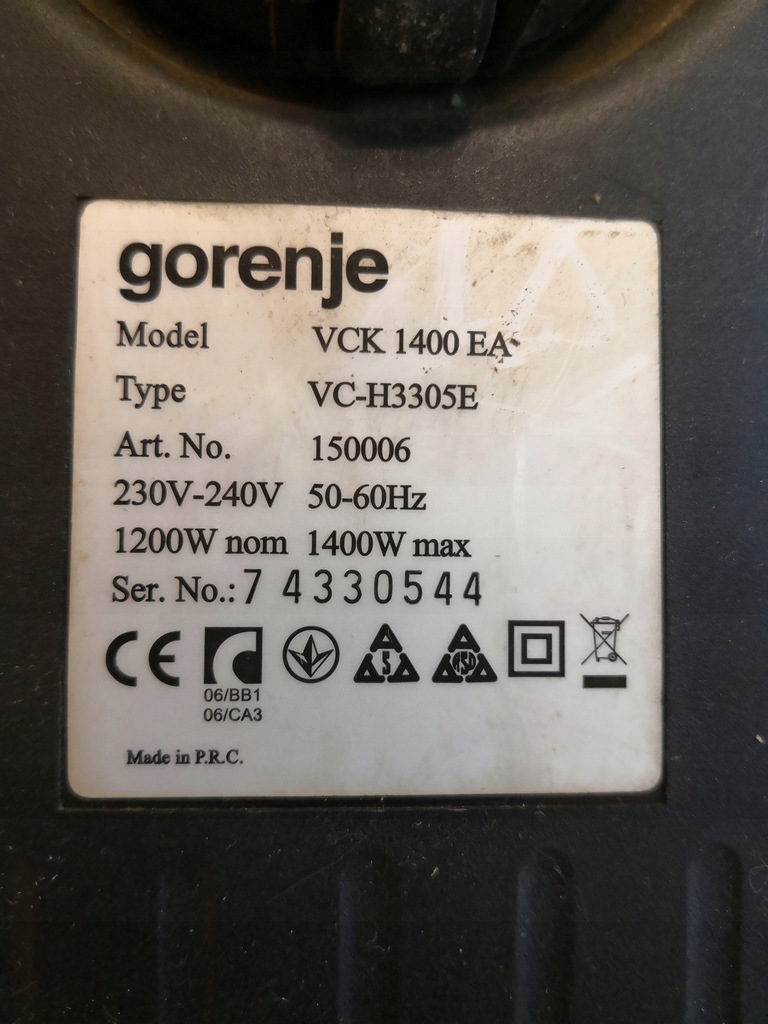 gorenje
Model VCK 1400 EA
Type VC-H3305E
Art. No. 150006
230V-240V 50-60Hz
1200W nom 1400W max
Ser. No.: 7 4330544
CE
06/BB1
06/CA3
Made in P.R.C.